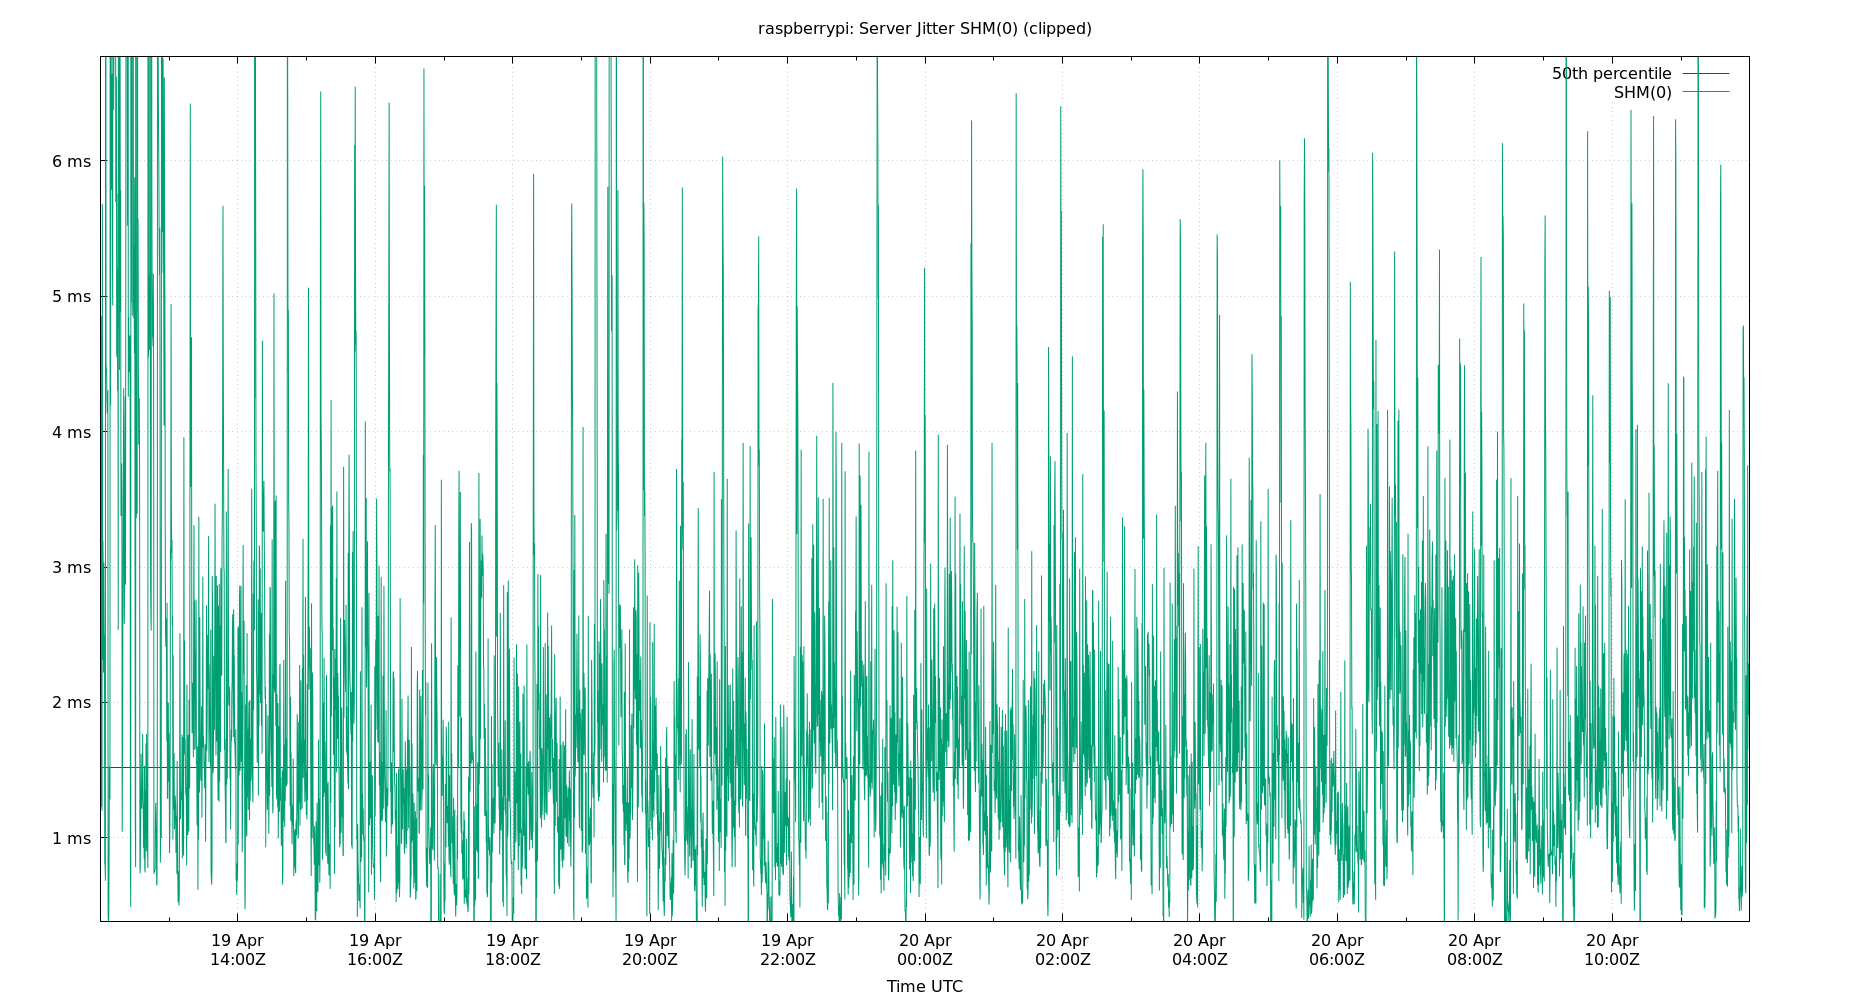 raspberrypi: Server Jitter SHM(0) (clipped)
50th percentile
SHM(0)
6 ms
5 ms
4 ms
3 ms
2 ms
1 ms
19 Apr 19 Apr 19 Apr 19 Apr 19 Apr 20 Apr 20 Apr 20 Apr 20 Apr 20 Apr 20 Apr
14:00Z 16:00Z 18:00Z 20:00Z 22:00Z 00:00Z 02:00Z 04:00Z 06:00Z 08:00Z 10:00Z
Time UTC